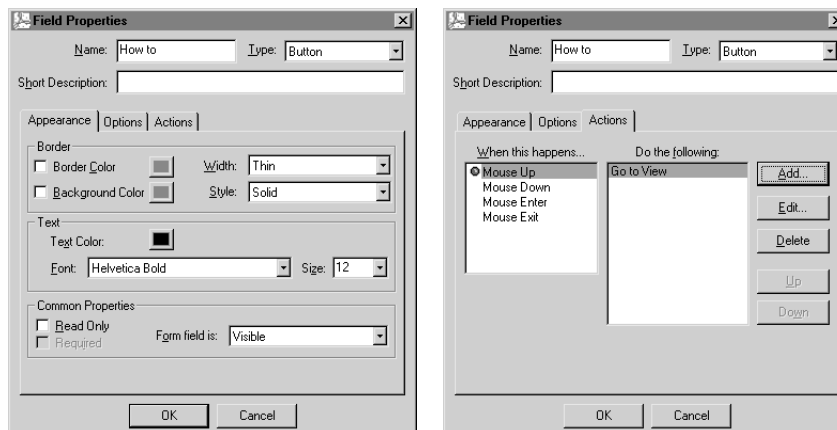 Field Properties
Name: How to Type: Button
Short Description:
Appearance Options Actions
Border
Border Color Width: Thin
Background Color Style: Solid
Text
Text Color:
Font: Helvetica Bold Size: 12
Common Properties
Read Only
Required
Form field is: Visible
OK Cancel
Field Properties
Name: How to Type: Button
Short Description:
Appearance Options Actions
When this happens... Do the following:
Mouse Up
Mouse Down
Mouse Enter
Mouse Exit
Go to View
Add...
Edit...
Delete
Up
Down
OK Cancel